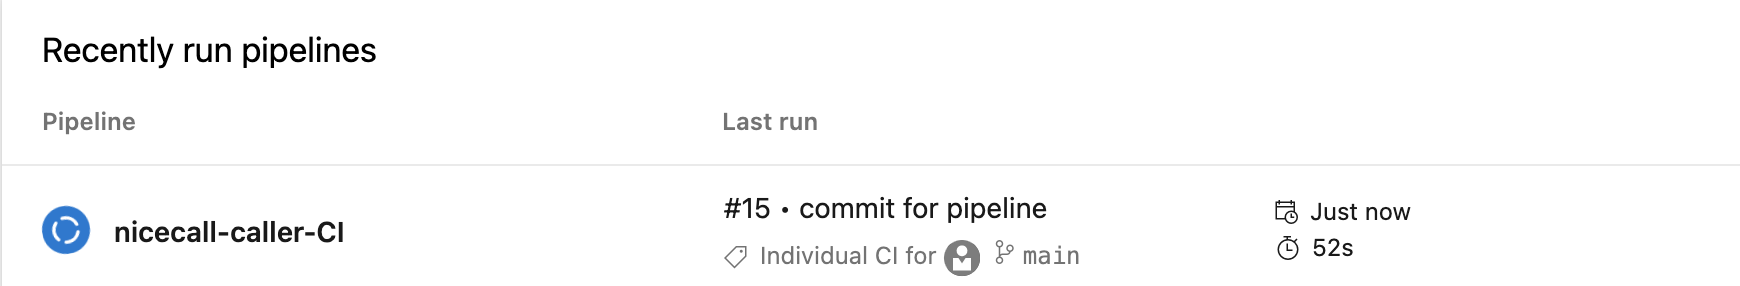 Recently run pipelines
Pipeline
Last run
nicecall-caller-CI
#15 • commit for pipeline
Individual CI for main
Just now
52s